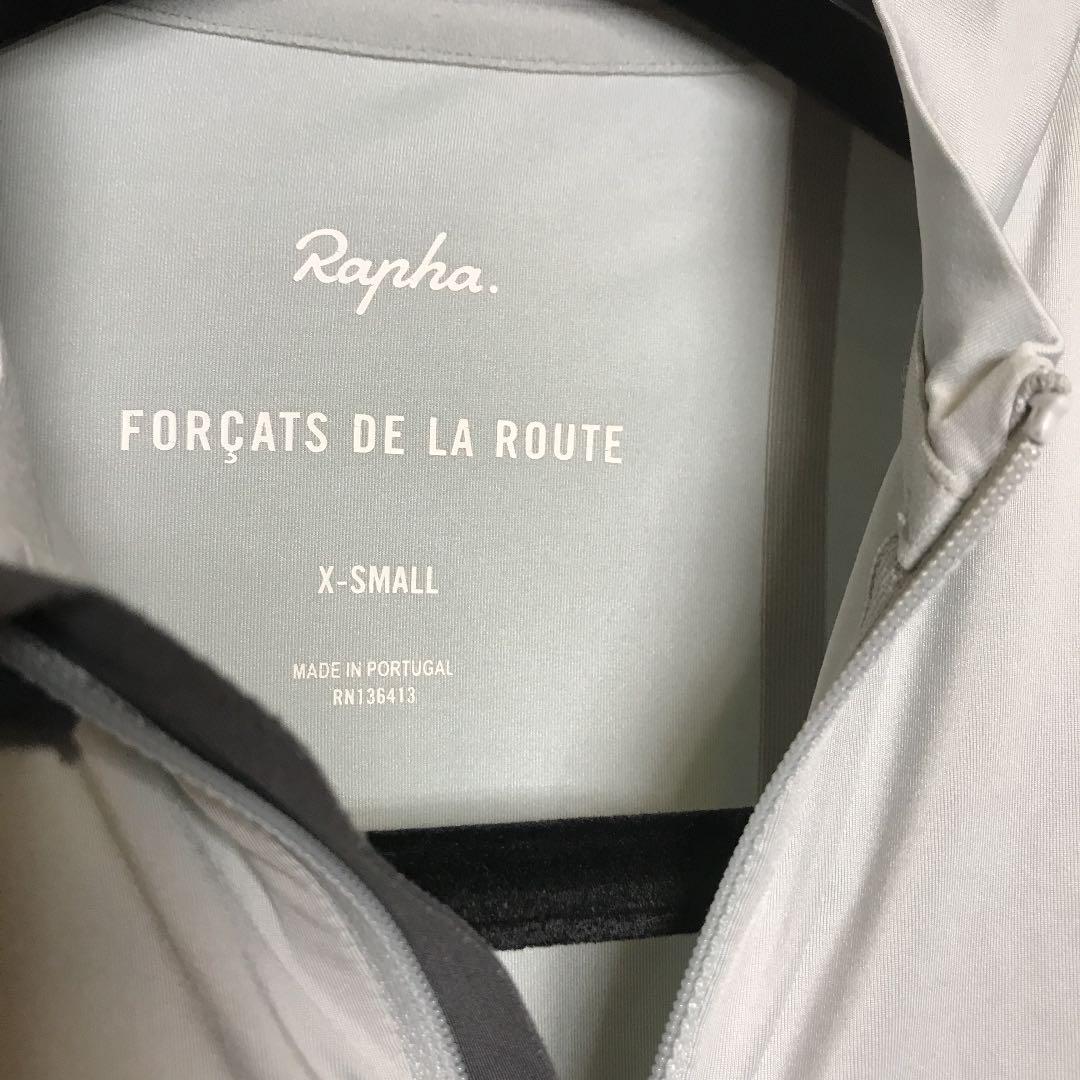 Rapha.
FORÇATS DE LA ROUTE
X-SMALL
MADE IN PORTUGAL
RN136413